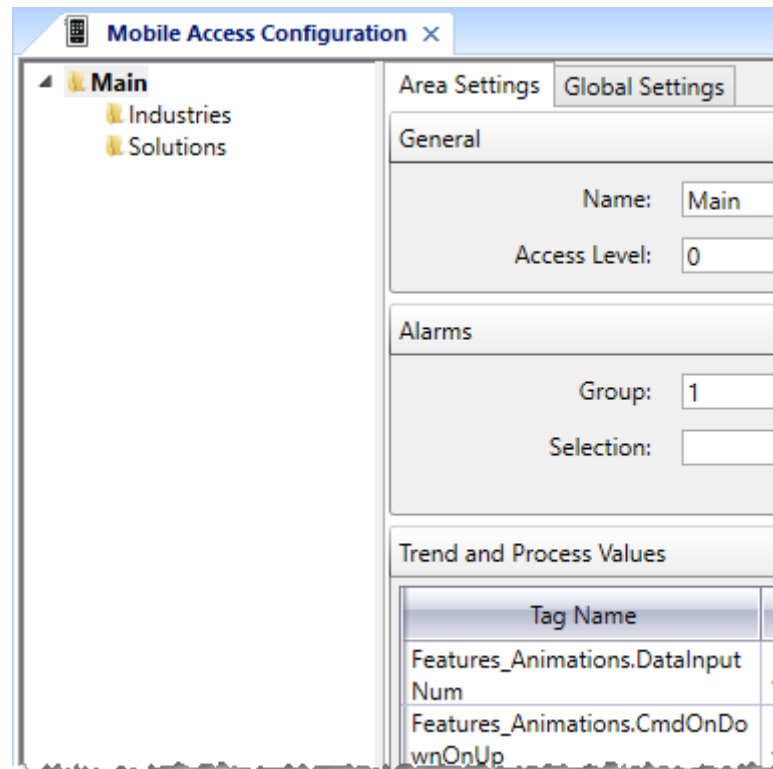 Mobile Access Configuration
Main
Industries
Solutions
Area Settings
Global Settings
General
Name:
Main
Access Level:
0
Alarms
Group:
1
Selection:
Trend and Process Values
Tag Name
Features_Animations.DataInput
Num
Features_Animations.CmdOnDo
wnOnUp